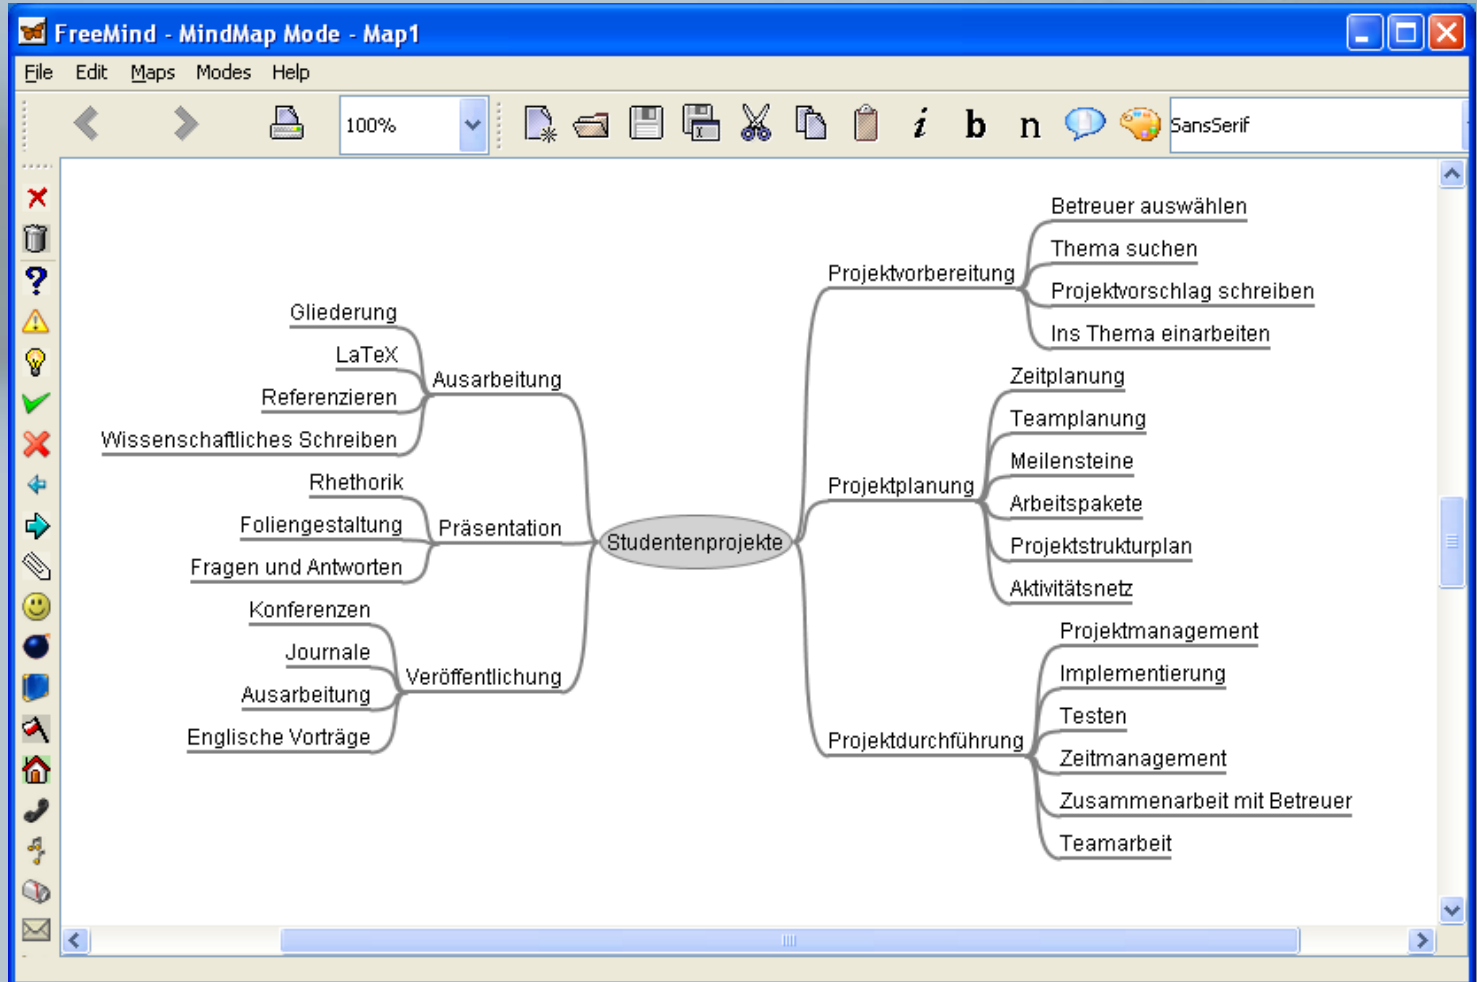 FreeMind - MindMap Mode - Map1
File Edit Maps Modes Help
100% i b n SansSerif
Gliederung
LaTeX
Referenzieren
Wissenschaftliches Schreiben
Ausarbeitung
Rhethorik
Foliengestaltung
Fragen und Antworten
Präsentation
Konferenzen
Journale
Ausarbeitung
Englische Vorträge
Veröffentlichung
Studentenprojekte
Projektvorbereitung
Betreuer auswählen
Thema suchen
Projektvorschlag schreiben
Ins Thema einarbeiten
Projektplanung
Zeitplanung
Teamplanung
Meilensteine
Arbeitspakete
Projektstrukturplan
Aktivitätsnetz
Projektdurchführung
Projektmanagement
Implementierung
Testen
Zeitmanagement
Zusammenarbeit mit Betreuer
Teamarbeit